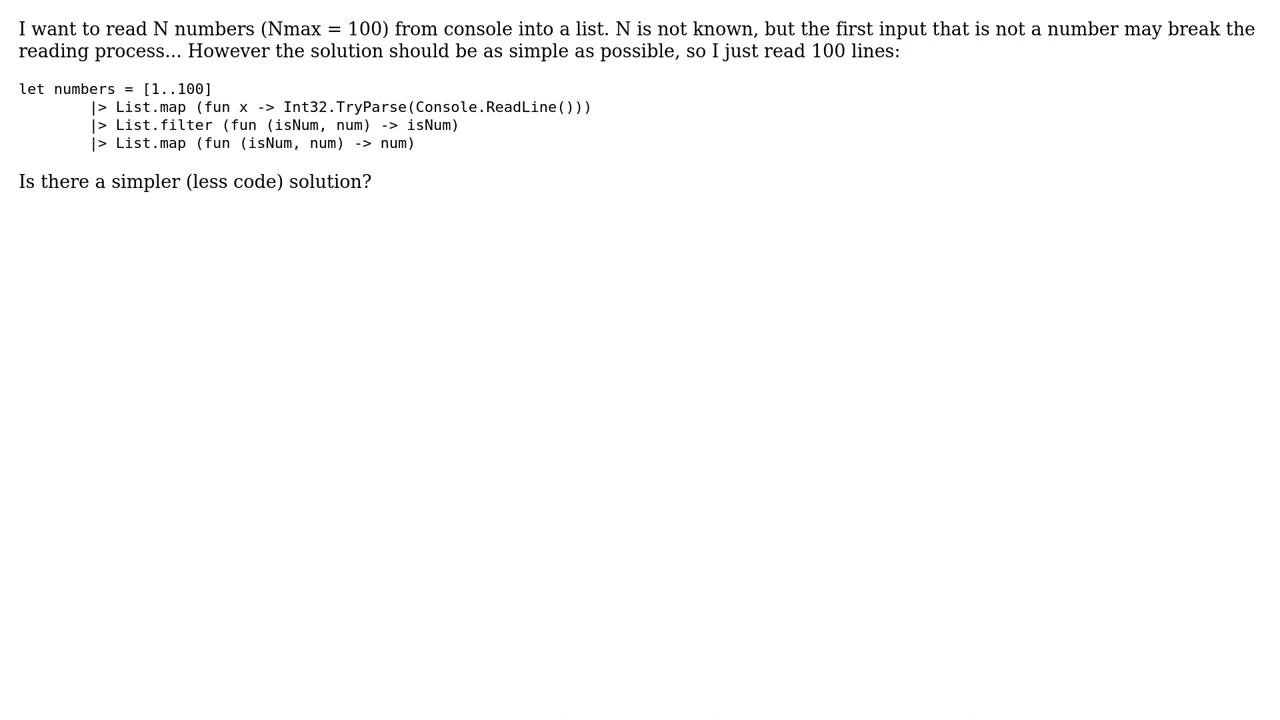 I want to read N numbers (Nmax = 100) from console into a list. N is not known, but the first input that is not a number may break the
reading process... However the solution should be as simple as possible, so I just read 100 lines:
let numbers = [1..100]
        |> List.map (fun x -> Int32.TryParse(Console.ReadLine()))
        |> List.filter (fun (isNum, num) -> isNum)
        |> List.map (fun (isNum, num) -> num)
Is there a simpler (less code) solution?